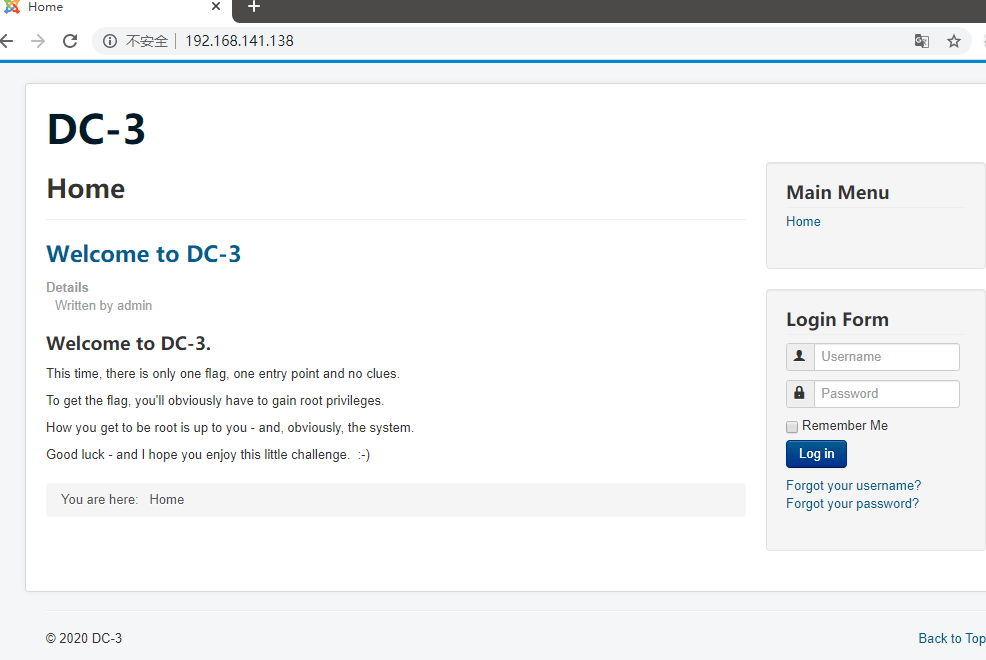 Home
不安全 192.168.141.138
DC-3
Home
Welcome to DC-3
Details
Written by admin
Welcome to DC-3.
This time, there is only one flag, one entry point and no clues.
To get the flag, you'll obviously have to gain root privileges.
How you get to be root is up to you - and, obviously, the system.
Good luck - and I hope you enjoy this little challenge.  :-)
You are here: Home
Main Menu
Home
Login Form
Username
Password
Remember Me
Log in
Forgot your username?
Forgot your password?
© 2020 DC-3
Back to Top